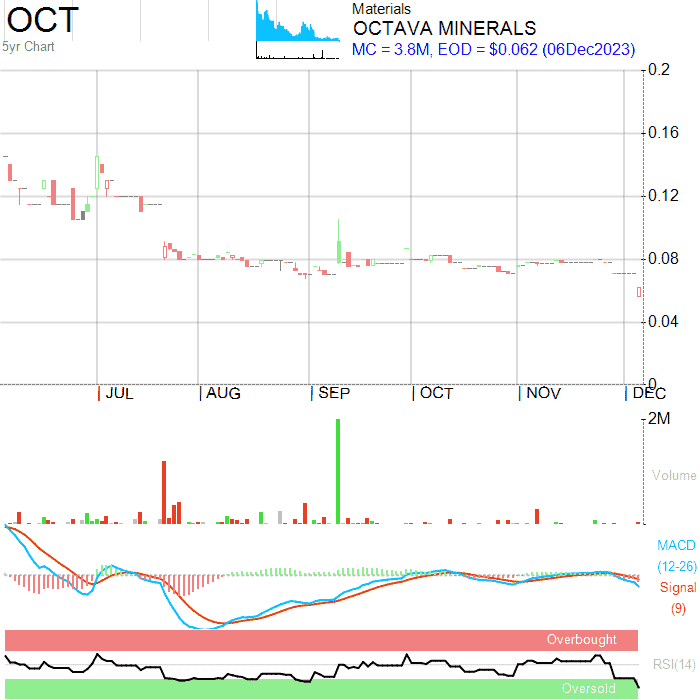 OCT
5yr Chart
Materials
OCTAVA MINERALS
MC = 3.8M, EOD = $0.062 (06Dec2023)
0.2
0.16
0.12
0.08
0.04
0
JUL AUG SEP OCT NOV DEC
2M
Volume
MACD
(12-26)
Signal
(9)
Overbought
RSI(14)
Oversold